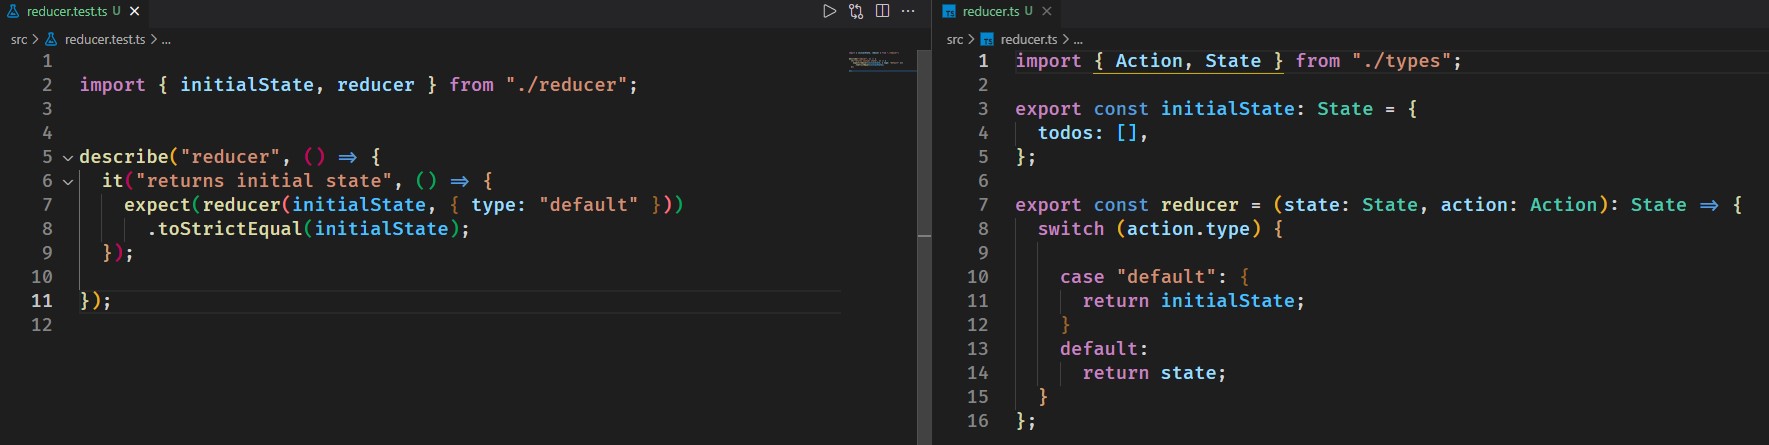 reducer.test.ts U
src > reducer.test.ts > ...
1
2 import { initialState, reducer } from "./reducer";
3
4
5 describe("reducer", () => {
6 it("returns initial state", () => {
7 expect(reducer(initialState, { type: "default" }))
8 .toStrictEqual(initialState);
9 });
10
11 });
12
TS reducer.ts U
src > TS reducer.ts > ...
1 import { Action, State } from "./types";
2
3 export const initialState: State = {
4 todos: [],
5 };
6
7 export const reducer = (state: State, action: Action): State => {
8 switch (action.type) {
9
10 case "default": {
11 return initialState;
12 }
13 default:
14 return state;
15 }
16 };